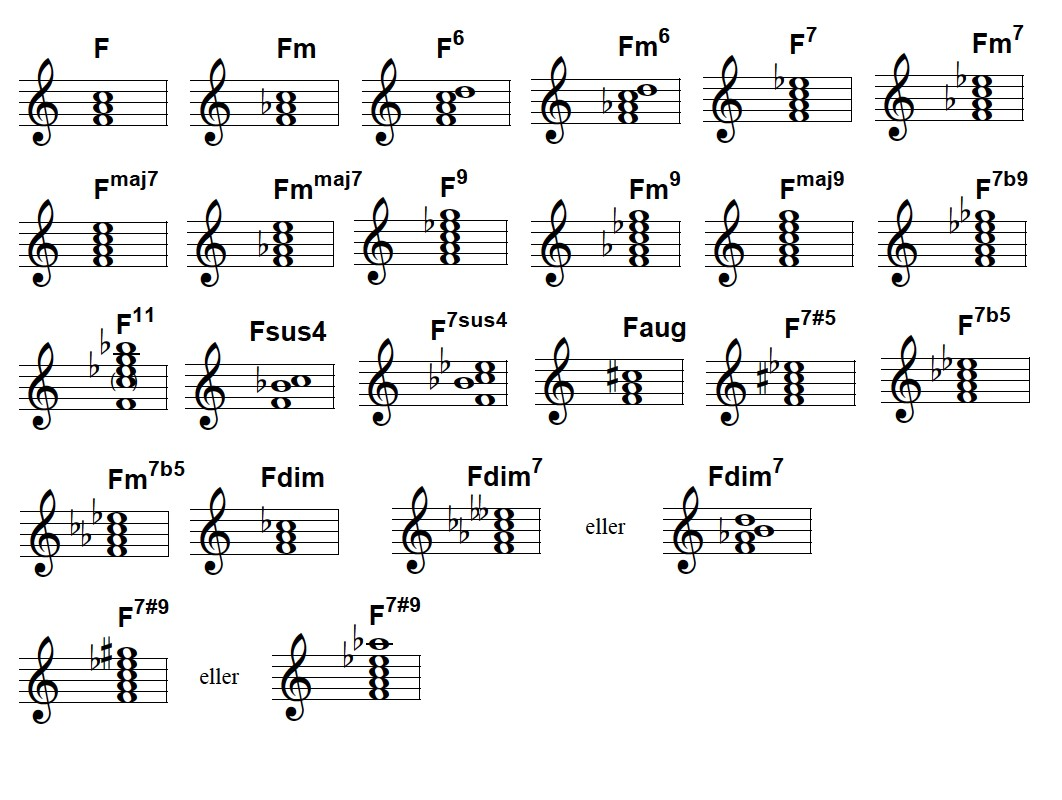 F Fm F6 Fm6 F7 Fm7
Fmaj7 Fmmaj7 F9 Fm9 Fmaj9 F7b9
F11 Fsus4 F7sus4 Faug F7#5 F7b5
Fm7b5 Fdim Fdim7 eller Fdim7
F7#9 eller F7#9